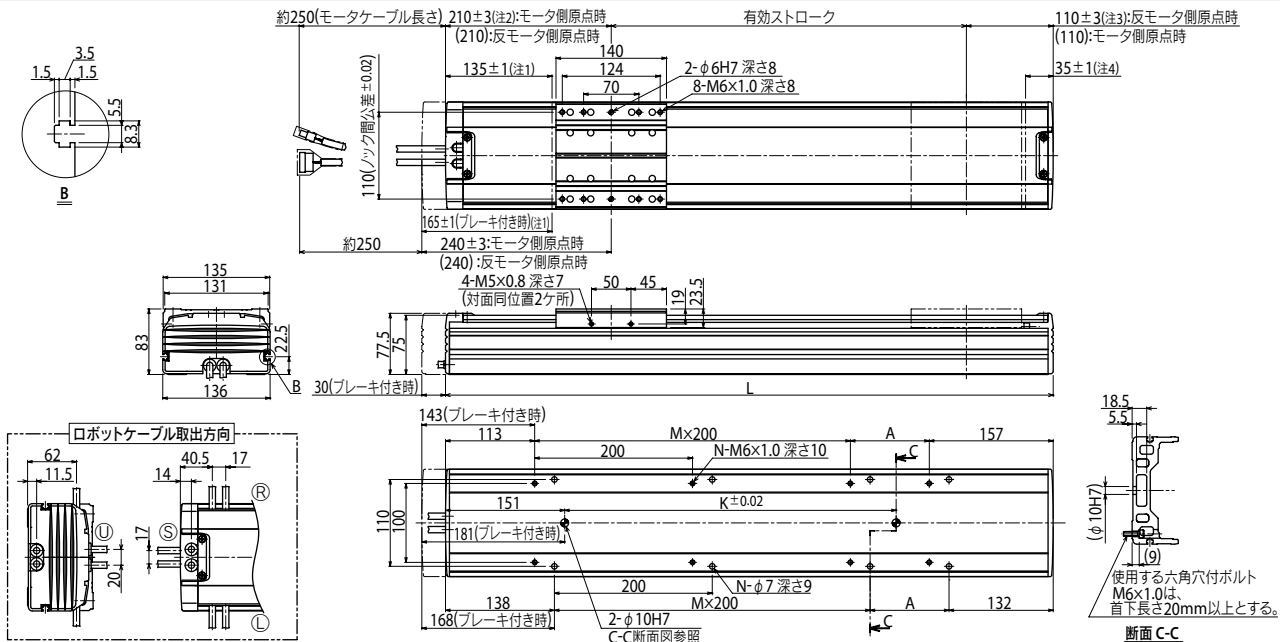 約250(モータケーブル長さ)
210±3(注2):モータ側原点時
(210):反モータ側原点時
有効ストローク
110±3(注3):モータ側原点時
(110):モータ側原点時
3.5
1.5
1.5
5.5
8.3
B
140
135±1(注1)
124
70
2-φ6H7 深さ8
8-M6×1.0 深さ8
35±1(注4)
110(ノック間公差±0.02)
165±1(ブレーキ付き時)(注1)
約250
240±3:モータ側原点時
(240):反モータ側原点時
135
131
83
22.5
136
B
4-M5×0.8 深さ7
(対面同位置2ケ所)
50
45
19
23.5
77.5
75
30(ブレーキ付き時)
L
ロボットケーブル取出方向
62
11.5
40.5
17
14
Ⓡ
Ⓤ
Ⓢ
17
20
Ⓛ
143(ブレーキ付き時)
113
M×200
A
157
200
N-M6×1.0 深さ10
C
151
K±0.02
110
100
181(ブレーキ付き時)
200
N-φ7 深さ9
138
M×200
A
132
168(ブレーキ付き時)
2-φ10H7
C-C断面図参照
C
18.5
5.5
(φ10H7)
(9)
使用する六角穴付ボルト
M6×1.0は、
首下長さ20mm以上とする。
断面 C-C